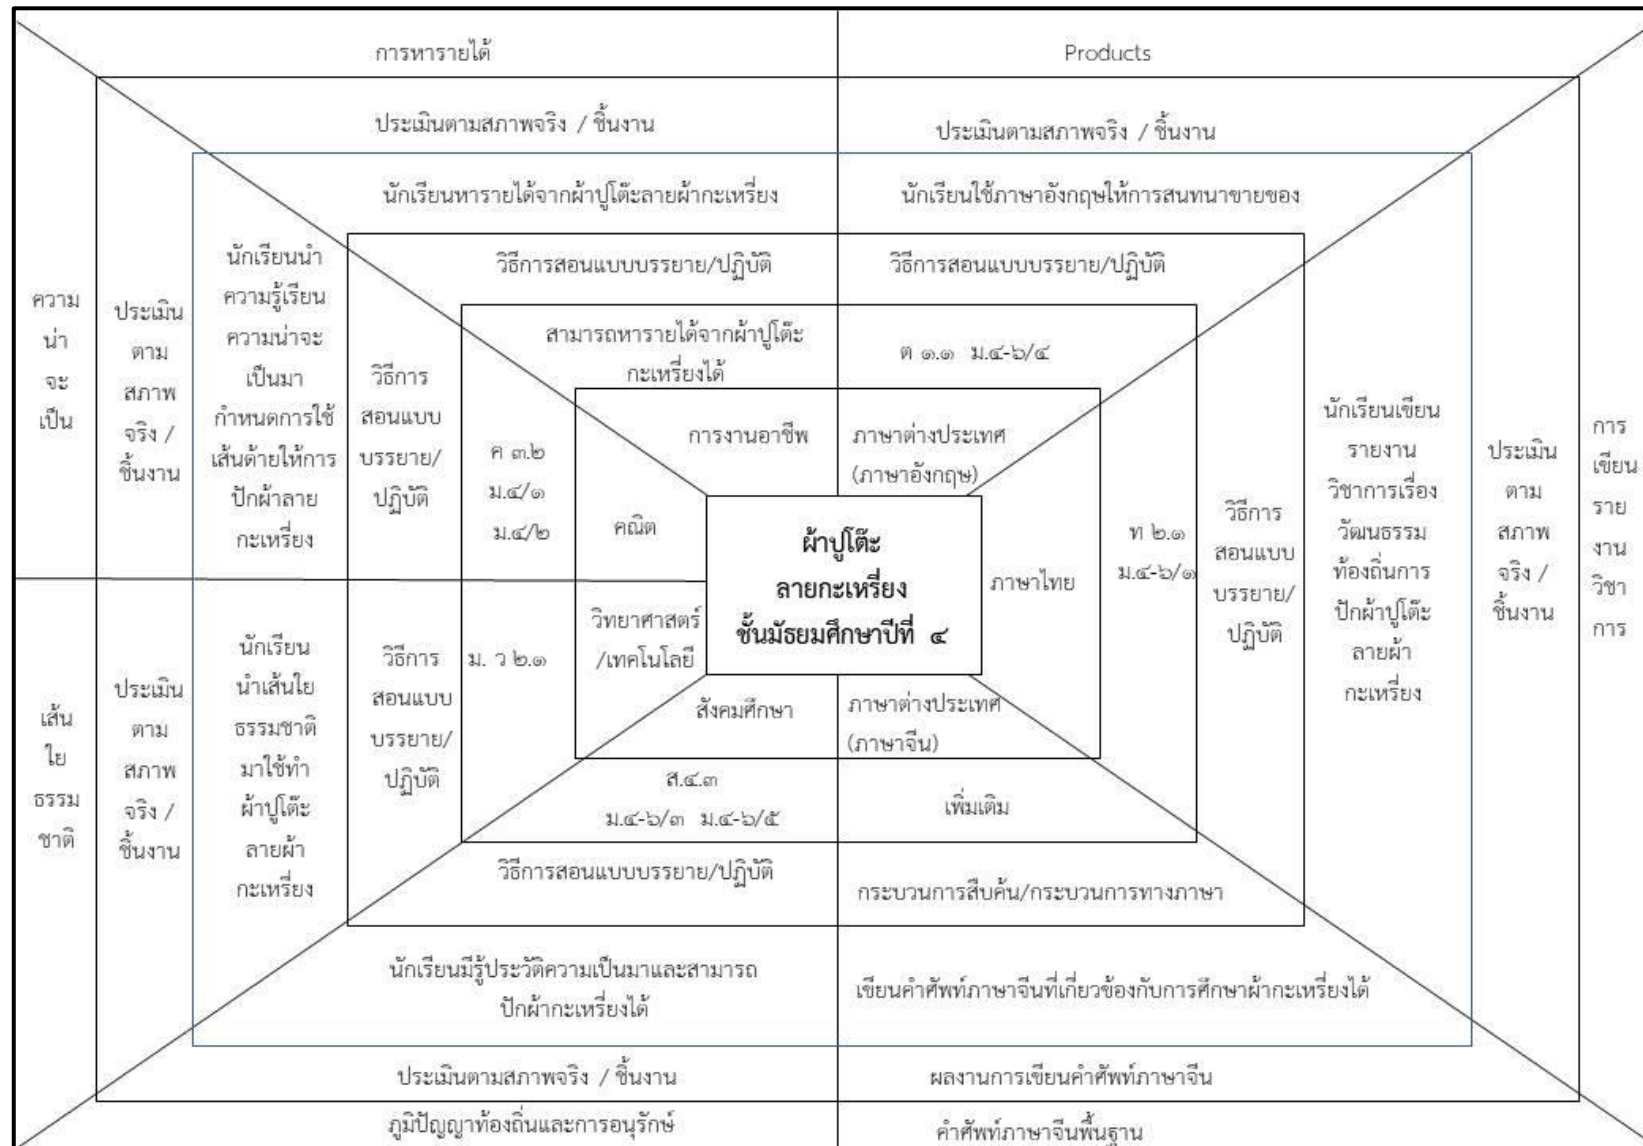 การหารายได้
Products
ประเมินตามสภาพจริง / ชิ้นงาน
ประเมินตามสภาพจริง / ชิ้นงาน
นักเรียนหารายได้จากผ้าปูโต๊ะลายผ้ากะเหรี่ยง
นักเรียนใช้ภาษาอังกฤษให้การสนทนาขายของ
วิธีการสอนแบบบรรยาย/ปฏิบัติ
วิธีการสอนแบบบรรยาย/ปฏิบัติ
สามารถหารายได้จากผ้าปูโต๊ะ
กะเหรี่ยงได้
ต ๑.๑ ม.๔-๖/๔
การงานอาชีพ
ภาษาต่างประเทศ
(ภาษาอังกฤษ)
ความ
น่า
จะ
เป็น
ประเมิน
ตาม
สภาพ
จริง /
ชิ้นงาน
นักเรียนนำ
ความรู้เรียน
ความน่าจะ
เป็นมา
กำหนดการใช้
เส้นด้ายให้การ
ปักผ้าลาย
กะเหรี่ยง
วิธีการ
สอนแบบ
บรรยาย/
ปฏิบัติ
ค ๓.๒
ม.๔/๑
ม.๔/๒
คณิต
ผ้าปูโต๊ะ
ลายกะเหรี่ยง
ชั้นมัธยมศึกษาปีที่ ๔
ภาษาไทย
ท ๒.๑
ม.๔-๖/๑
วิธีการ
สอนแบบ
บรรยาย/
ปฏิบัติ
นักเรียนเขียน
รายงาน
วิชาการเรื่อง
วัฒนธรรม
ท้องถิ่นการ
ปักผ้าปูโต๊ะ
ลายผ้า
กะเหรี่ยง
ประเมิน
ตาม
สภาพ
จริง /
ชิ้นงาน
การ
เขียน
ราย
งาน
วิชา
การ
เส้น
ใย
ธรรม
ชาติ
ประเมิน
ตาม
สภาพ
จริง /
ชิ้นงาน
นักเรียน
นำเส้นใย
ธรรมชาติ
มาใช้ทำ
ผ้าปูโต๊ะ
ลายผ้า
กะเหรี่ยง
วิธีการ
สอนแบบ
บรรยาย/
ปฏิบัติ
ม. ว ๒.๑
วิทยาศาสตร์
/เทคโนโลยี
สังคมศึกษา
ภาษาต่างประเทศ
(ภาษาจีน)
ส.๔.๓
ม.๔-๖/๓ ม.๔-๖/๕
เพิ่มเติม
วิธีการสอนแบบบรรยาย/ปฏิบัติ
กระบวนการสืบค้น/กระบวนการทางภาษา
นักเรียนมีรู้ประวัติความเป็นมาและสามารถ
ปักผ้ากะเหรี่ยงได้
เขียนคำศัพท์ภาษาจีนที่เกี่ยวข้องกับการศึกษาผ้ากะเหรี่ยงได้
ประเมินตามสภาพจริง / ชิ้นงาน
ผลงานการเขียนคำศัพท์ภาษาจีน
ภูมิปัญญาท้องถิ่นและการอนุรักษ์
คำศัพท์ภาษาจีนพื้นฐาน